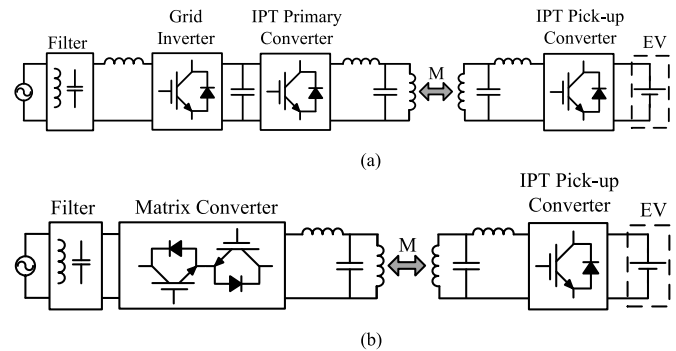 Filter
Grid
Inverter
IPT Primary
Converter
M
IPT Pick-up
Converter
EV
(a)
Filter
Matrix Converter
M
IPT Pick-up
Converter
EV
(b)